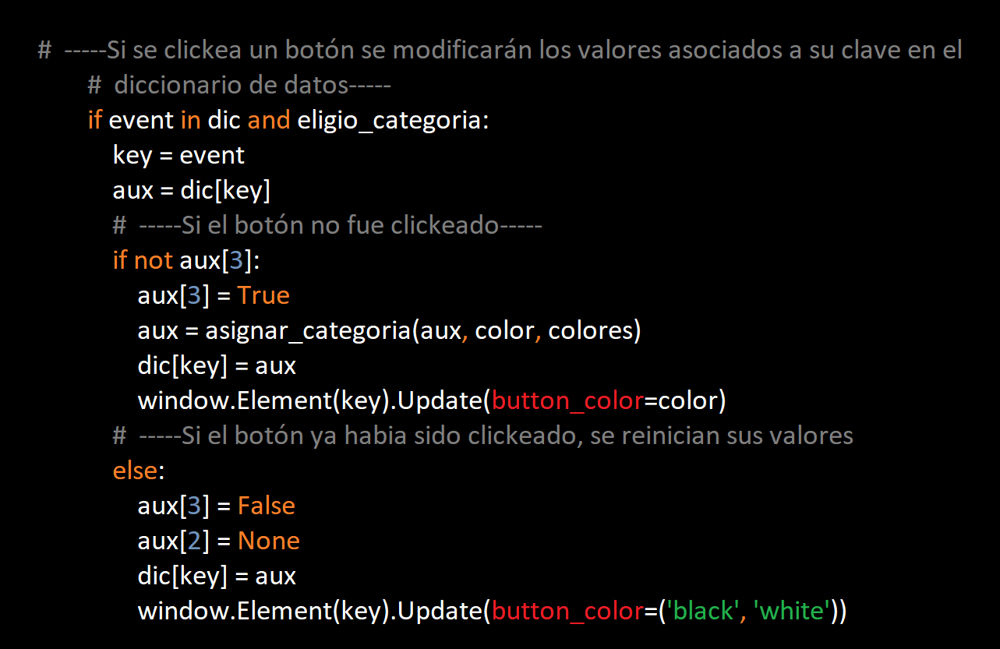 # -----Si se clickea un botón se modificarán los valores asociados a su clave en el
# diccionario de datos-----
if event in dic and eligio_categoria:
key = event
aux = dic[key]
# -----Si el botón no fue clickeado-----
if not aux[3]:
aux[3] = True
aux = asignar_categoria(aux, color, colores)
dic[key] = aux
window.Element(key).Update(button_color=color)
# -----Si el botón ya habia sido clickeado, se reinician sus valores
else:
aux[3] = False
aux[2] = None
dic[key] = aux
window.Element(key).Update(button_color=('black', 'white'))